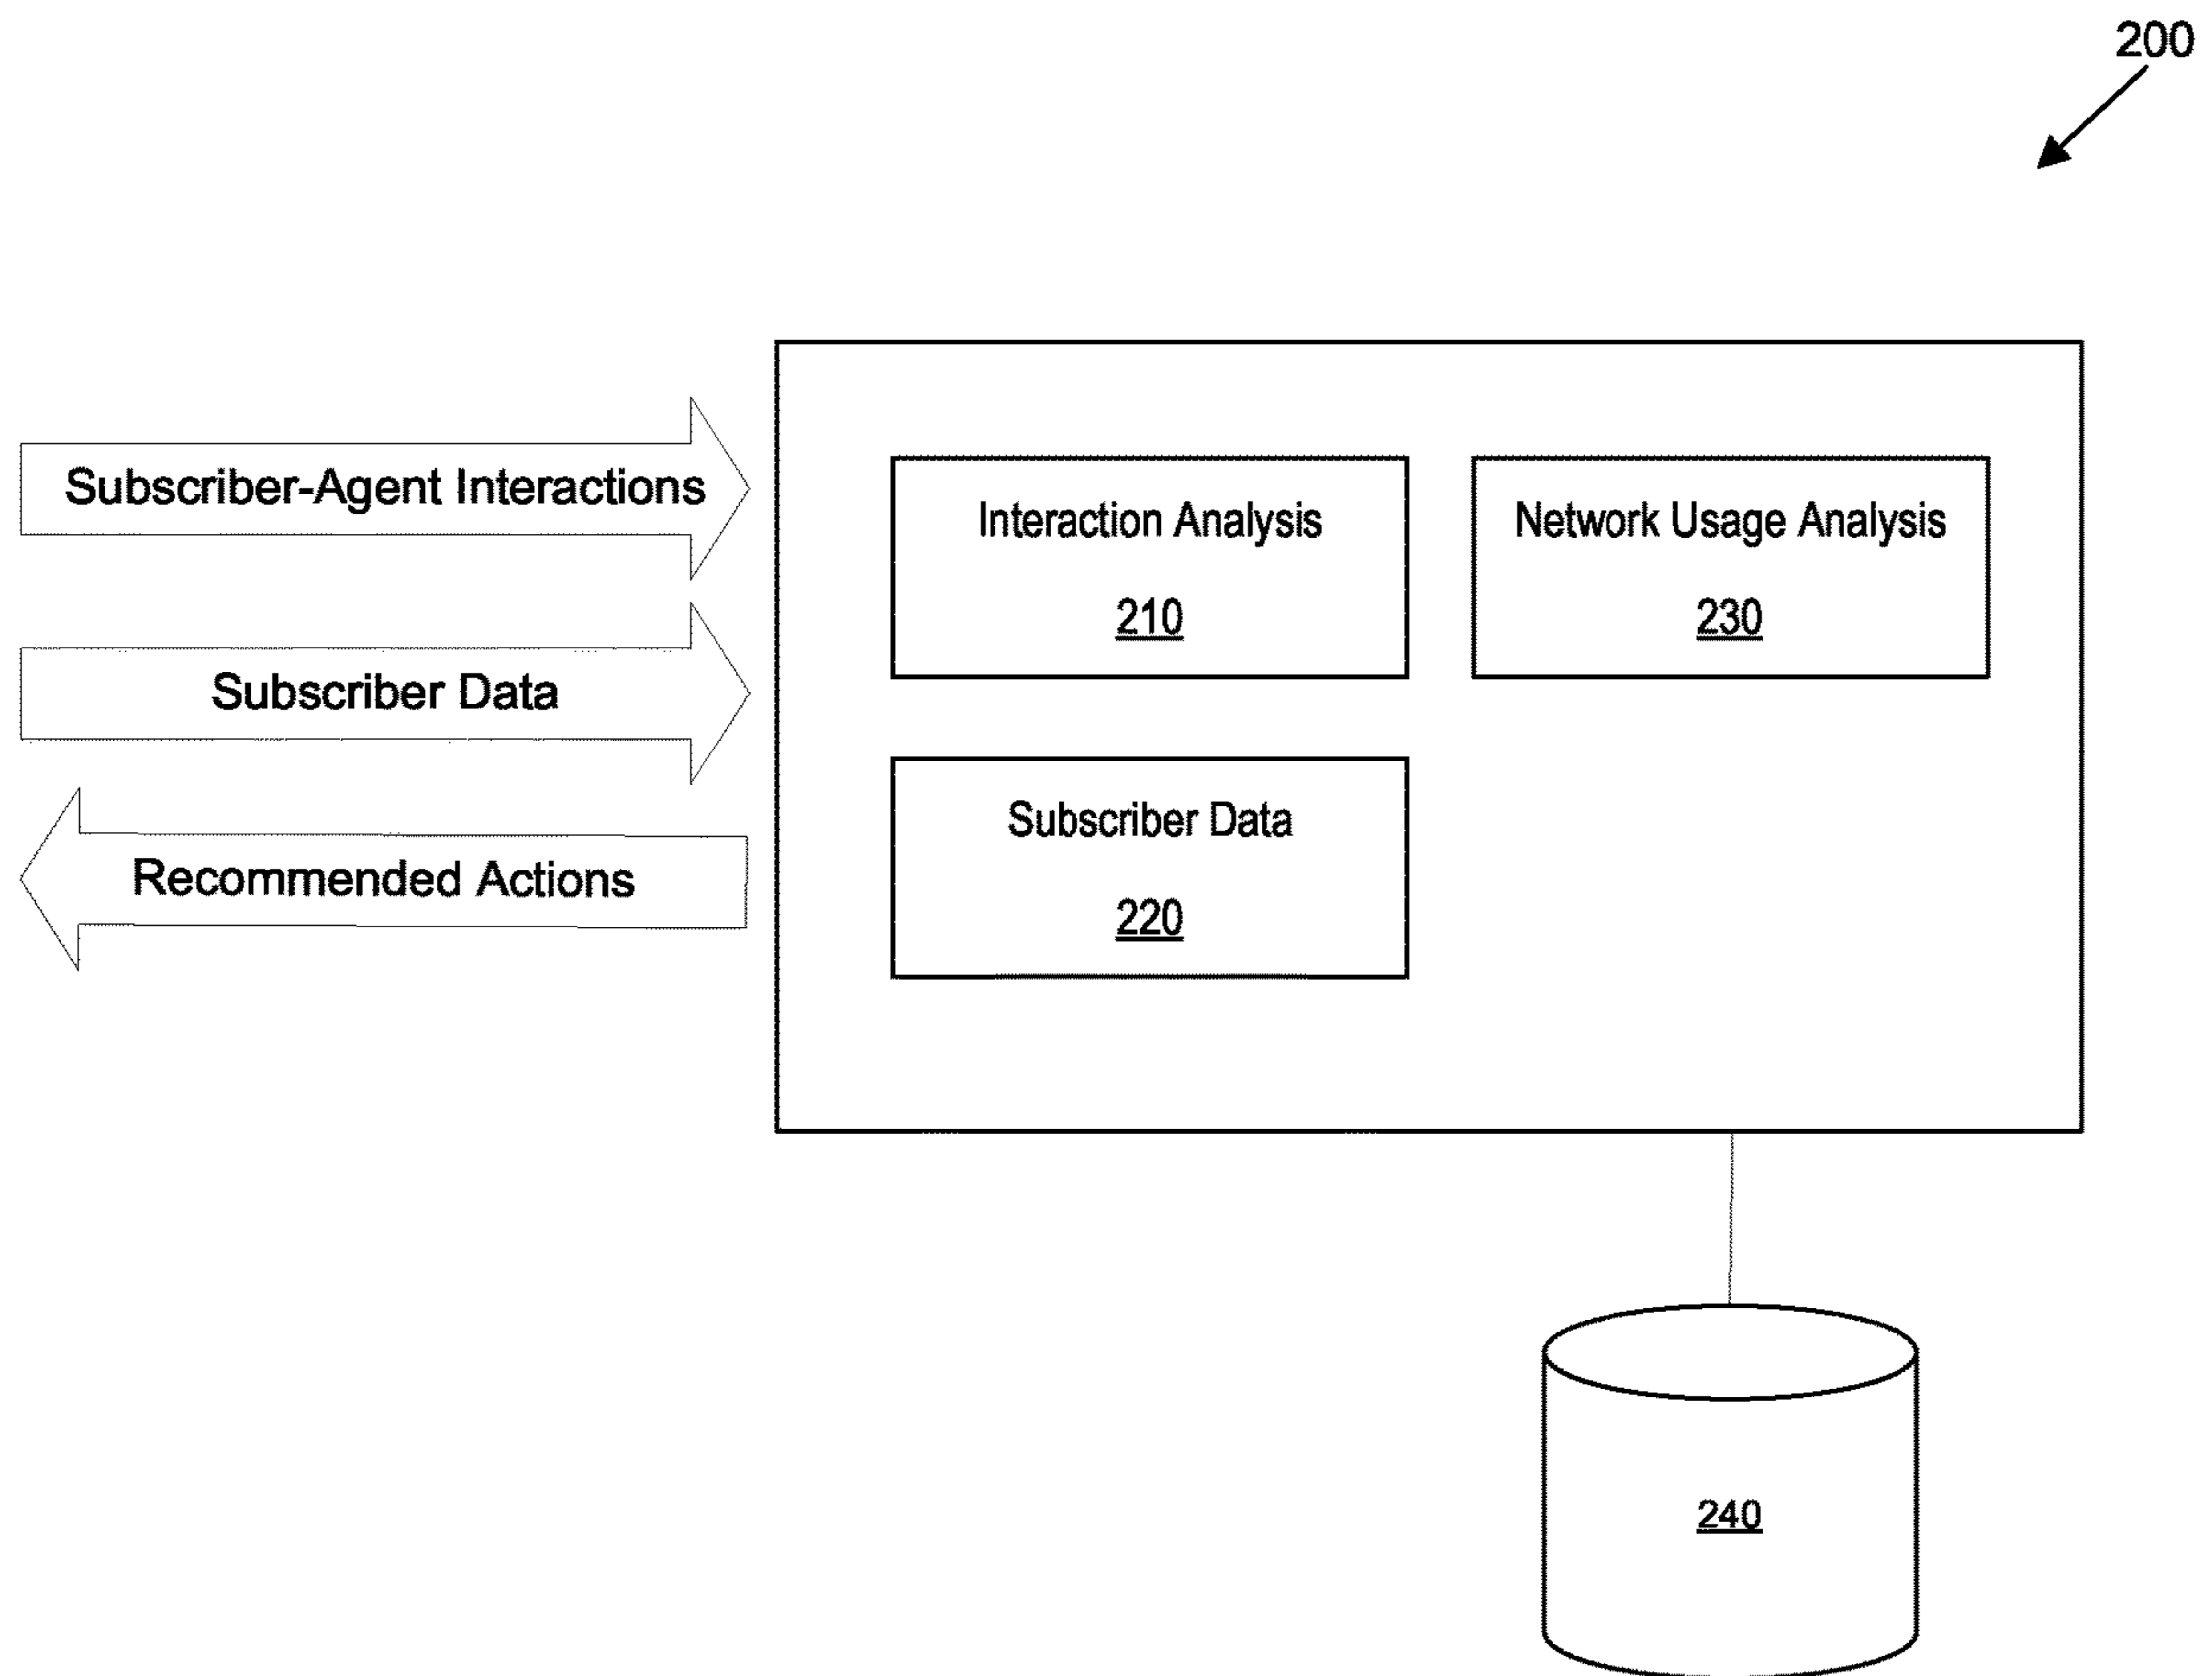 200
Subscriber-Agent Interactions
Interaction Analysis
Network Usage Analysis
210
230
Subscriber Data
Subscriber Data
220
Recommended Actions
240